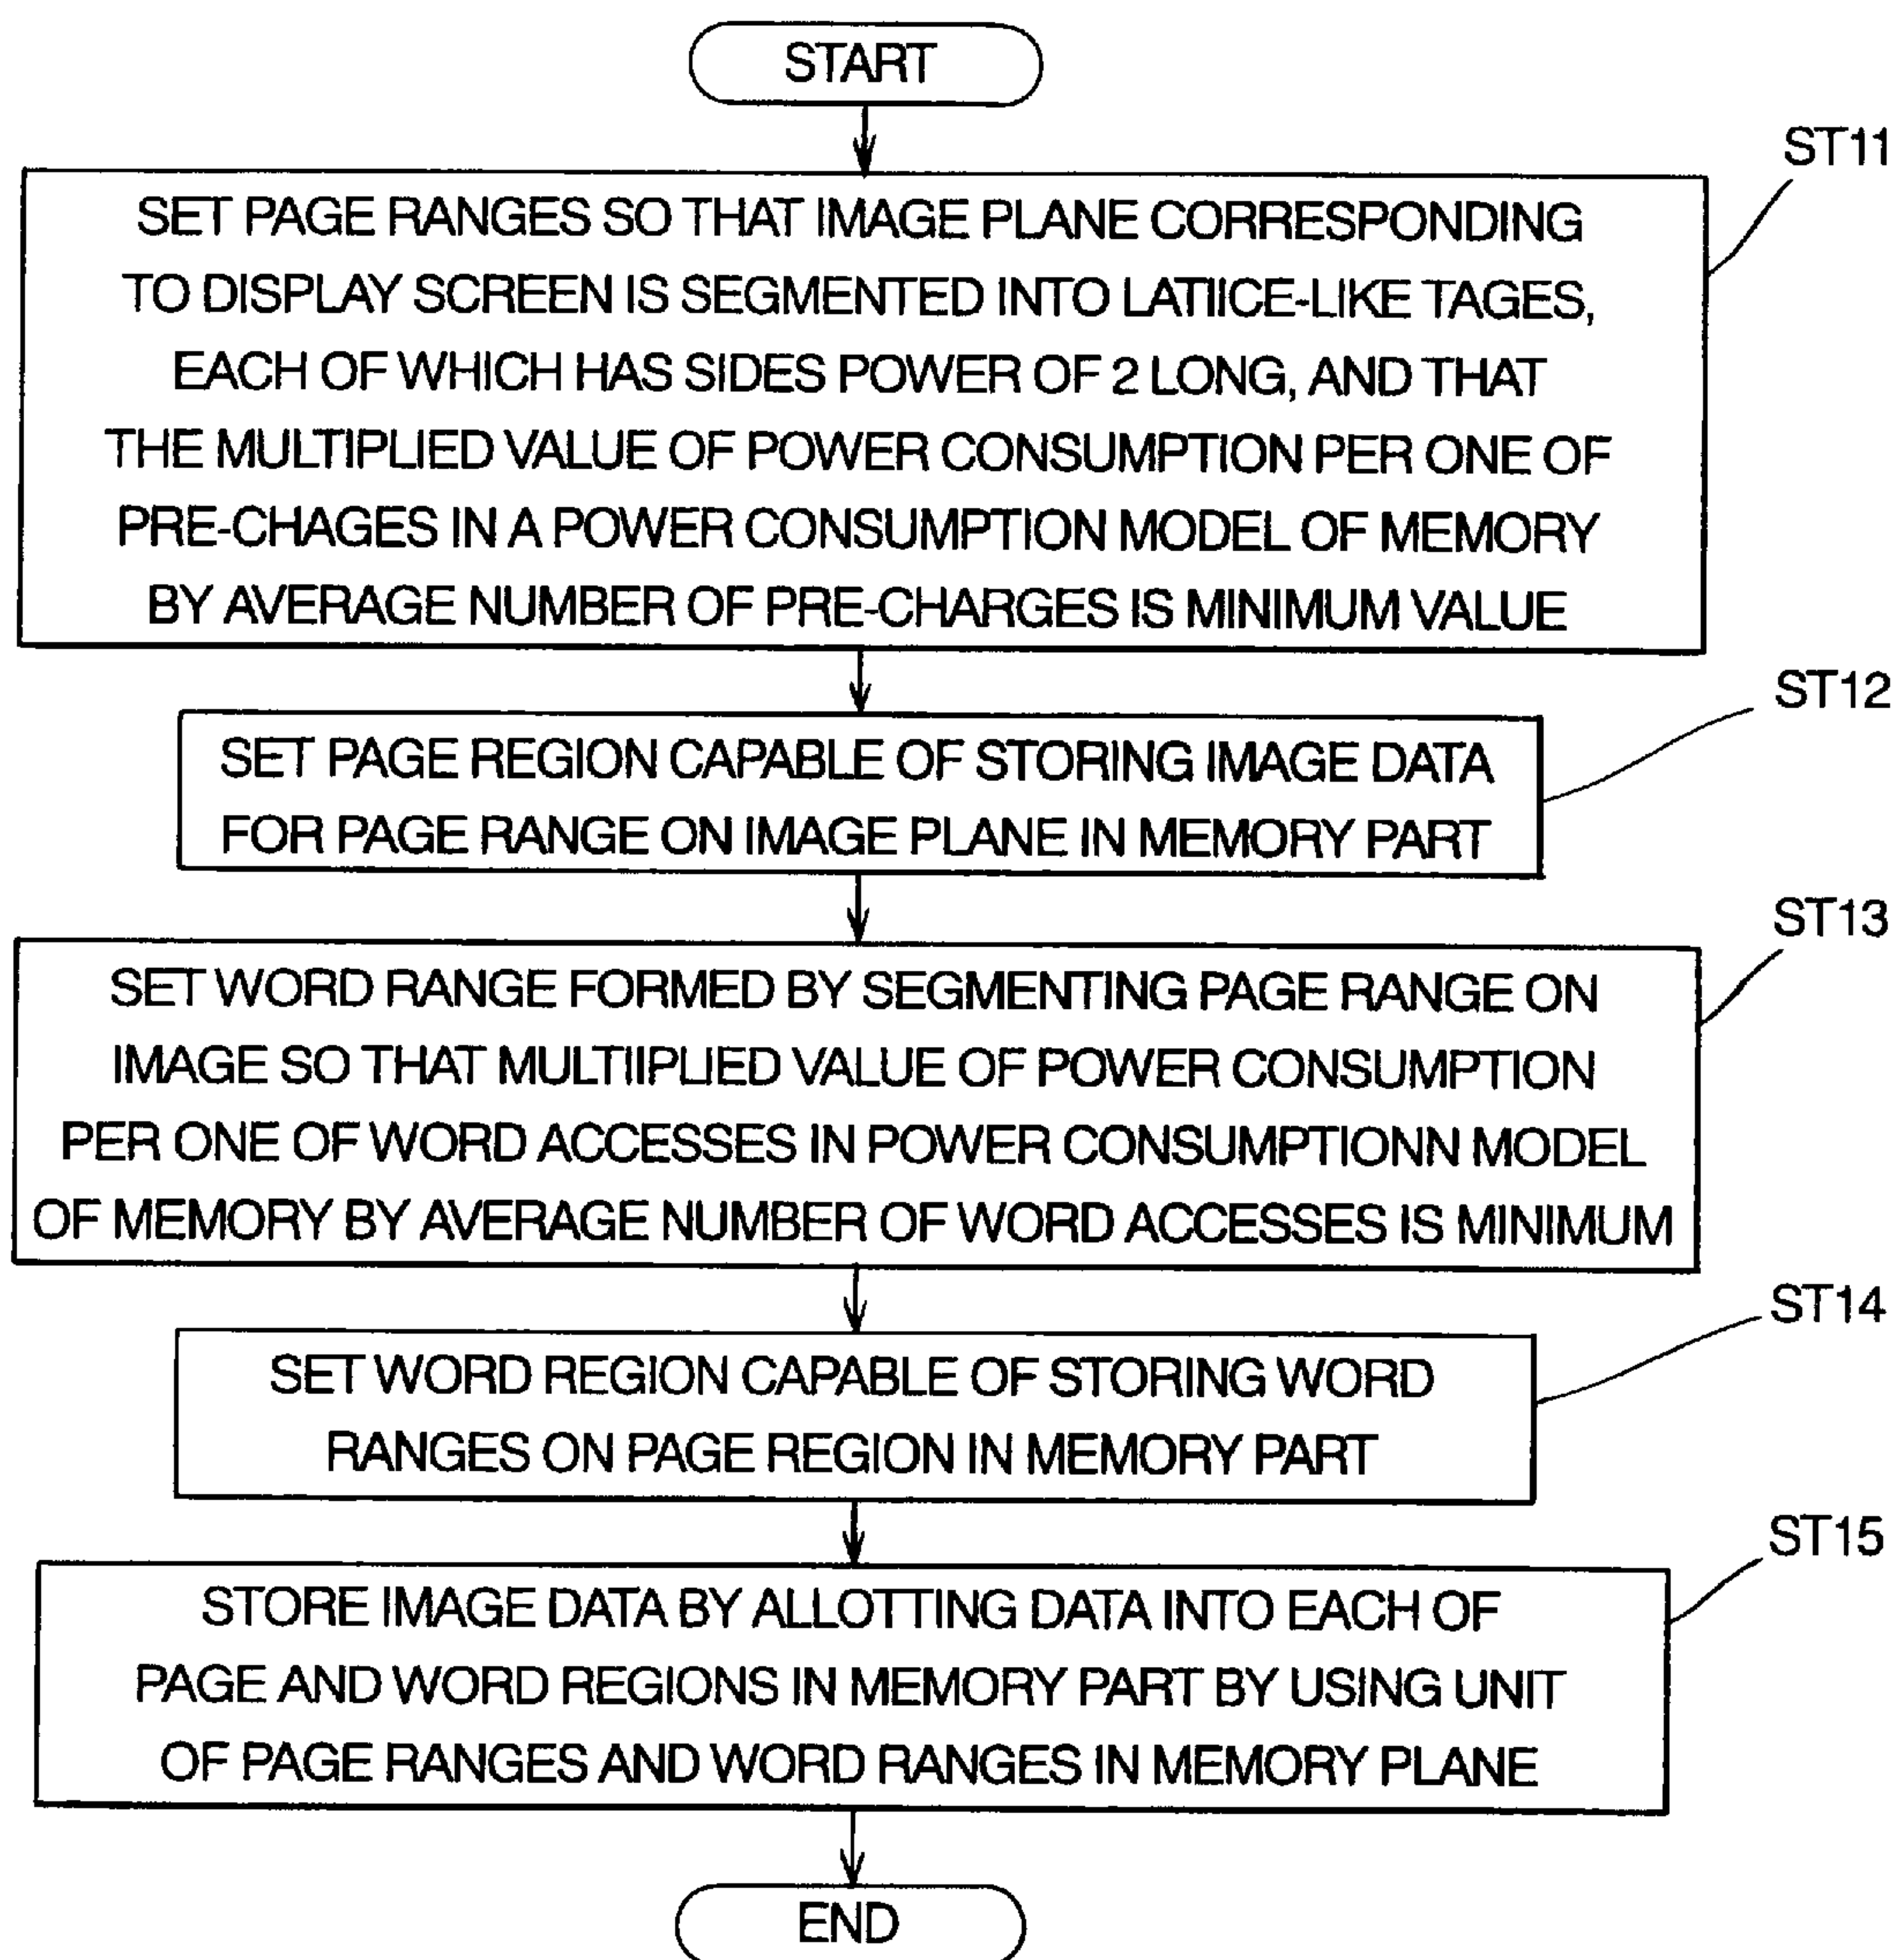 START
ST11
SET PAGE RANGES SO THAT IMAGE PLANE CORRESPONDING
TO DISPLAY SCREEN IS SEGMENTED INTO LATIICE-LIKE TAGES,
EACH OF WHICH HAS SIDES POWER OF 2 LONG, AND THAT
THE MULTIPLIED VALUE OF POWER CONSUMPTION PER ONE OF
PRE-CHAGES IN A POWER CONSUMPTION MODEL OF MEMORY
BY AVERAGE NUMBER OF PRE-CHARGES IS MINIMUM VALUE
ST12
SET PAGE REGION CAPABLE OF STORING IMAGE DATA
FOR PAGE RANGE ON IMAGE PLANE IN MEMORY PART
ST13
SET WORD RANGE FORMED BY SEGMENTING PAGE RANGE ON
IMAGE SO THAT MULTIIPLIED VALUE OF POWER CONSUMPTION
PER ONE OF WORD ACCESSES IN POWER CONSUMPTIONN MODEL
OF MEMORY BY AVERAGE NUMBER OF WORD ACCESSES IS MINIMUM
ST14
SET WORD REGION CAPABLE OF STORING WORD
RANGES ON PAGE REGION IN MEMORY PART
ST15
STORE IMAGE DATA BY ALLOTTING DATA INTO EACH OF
PAGE AND WORD REGIONS IN MEMORY PART BY USING UNIT
OF PAGE RANGES AND WORD RANGES IN MEMORY PLANE
END